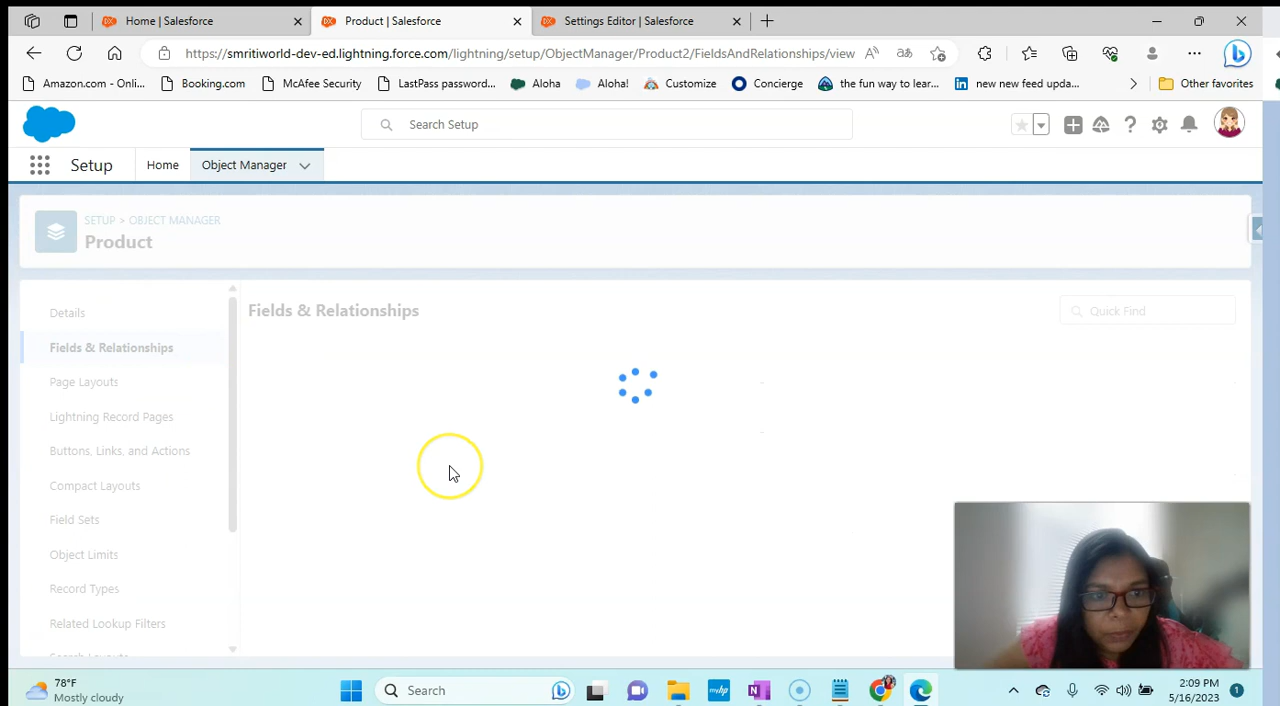 Home | Salesforce
Product | Salesforce
Settings Editor | Salesforce
https://smritiworld-dev-ed.lightning.force.com/lightning/setup/ObjectManager/Product2/FieldsAndRelationships/view
Amazon.com - Onli...
Booking.com
McAfee Security
LastPass password...
Aloha
Aloha!
Customize
Concierge
the fun way to lear...
new new feed upda...
Other favorites
Search Setup
Setup
Home
Object Manager
SETUP > OBJECT MANAGER
Product
Details
Fields & Relationships
Page Layouts
Lightning Record Pages
Buttons, Links, and Actions
Compact Layouts
Field Sets
Object Limits
Record Types
Related Lookup Filters
Search Layouts
Fields & Relationships
Quick Find
78°F
Mostly cloudy
Search
2:09 PM
5/16/2023
1